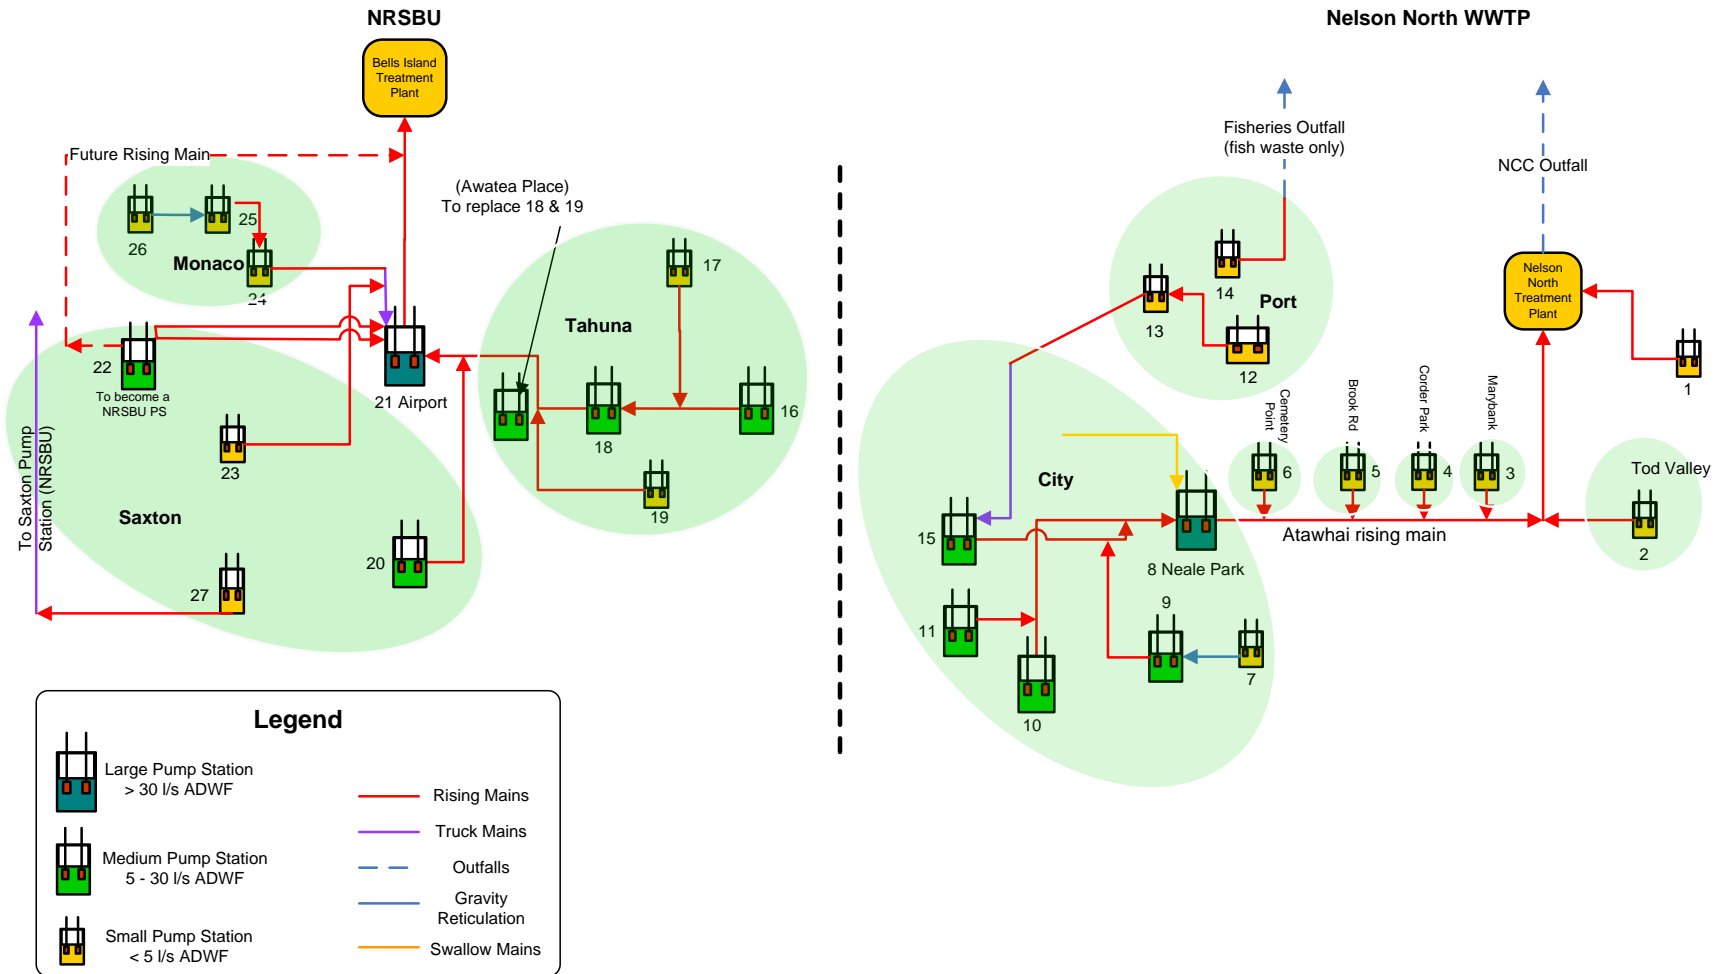 NRSBU
Nelson North WWTP
Bells Island
Treatment
Plant
Future Rising Main
(Awatea Place)
To replace 18 & 19
26
25
Monaco
24
22
To become a
NRSBU PS
21 Airport
23
Saxton
To Saxton Pump
Station (NRSBU)
27
20
Tahuna
17
18
16
19
Fisheries Outfall
(fish waste only)
NCC Outfall
14
Port
13
12
Nelson
North
Treatment
Plant
1
Cemetery
Point
Brook Rd
Corder Park
Marybank
6
5
4
3
Tod Valley
2
City
15
8 Neale Park
Atawhai rising main
11
9
10
7
Legend
Large Pump Station
> 30 l/s ADWF
Medium Pump Station
5 - 30 l/s ADWF
Small Pump Station
< 5 l/s ADWF
Rising Mains
Truck Mains
Outfalls
Gravity
Reticulation
Swallow Mains